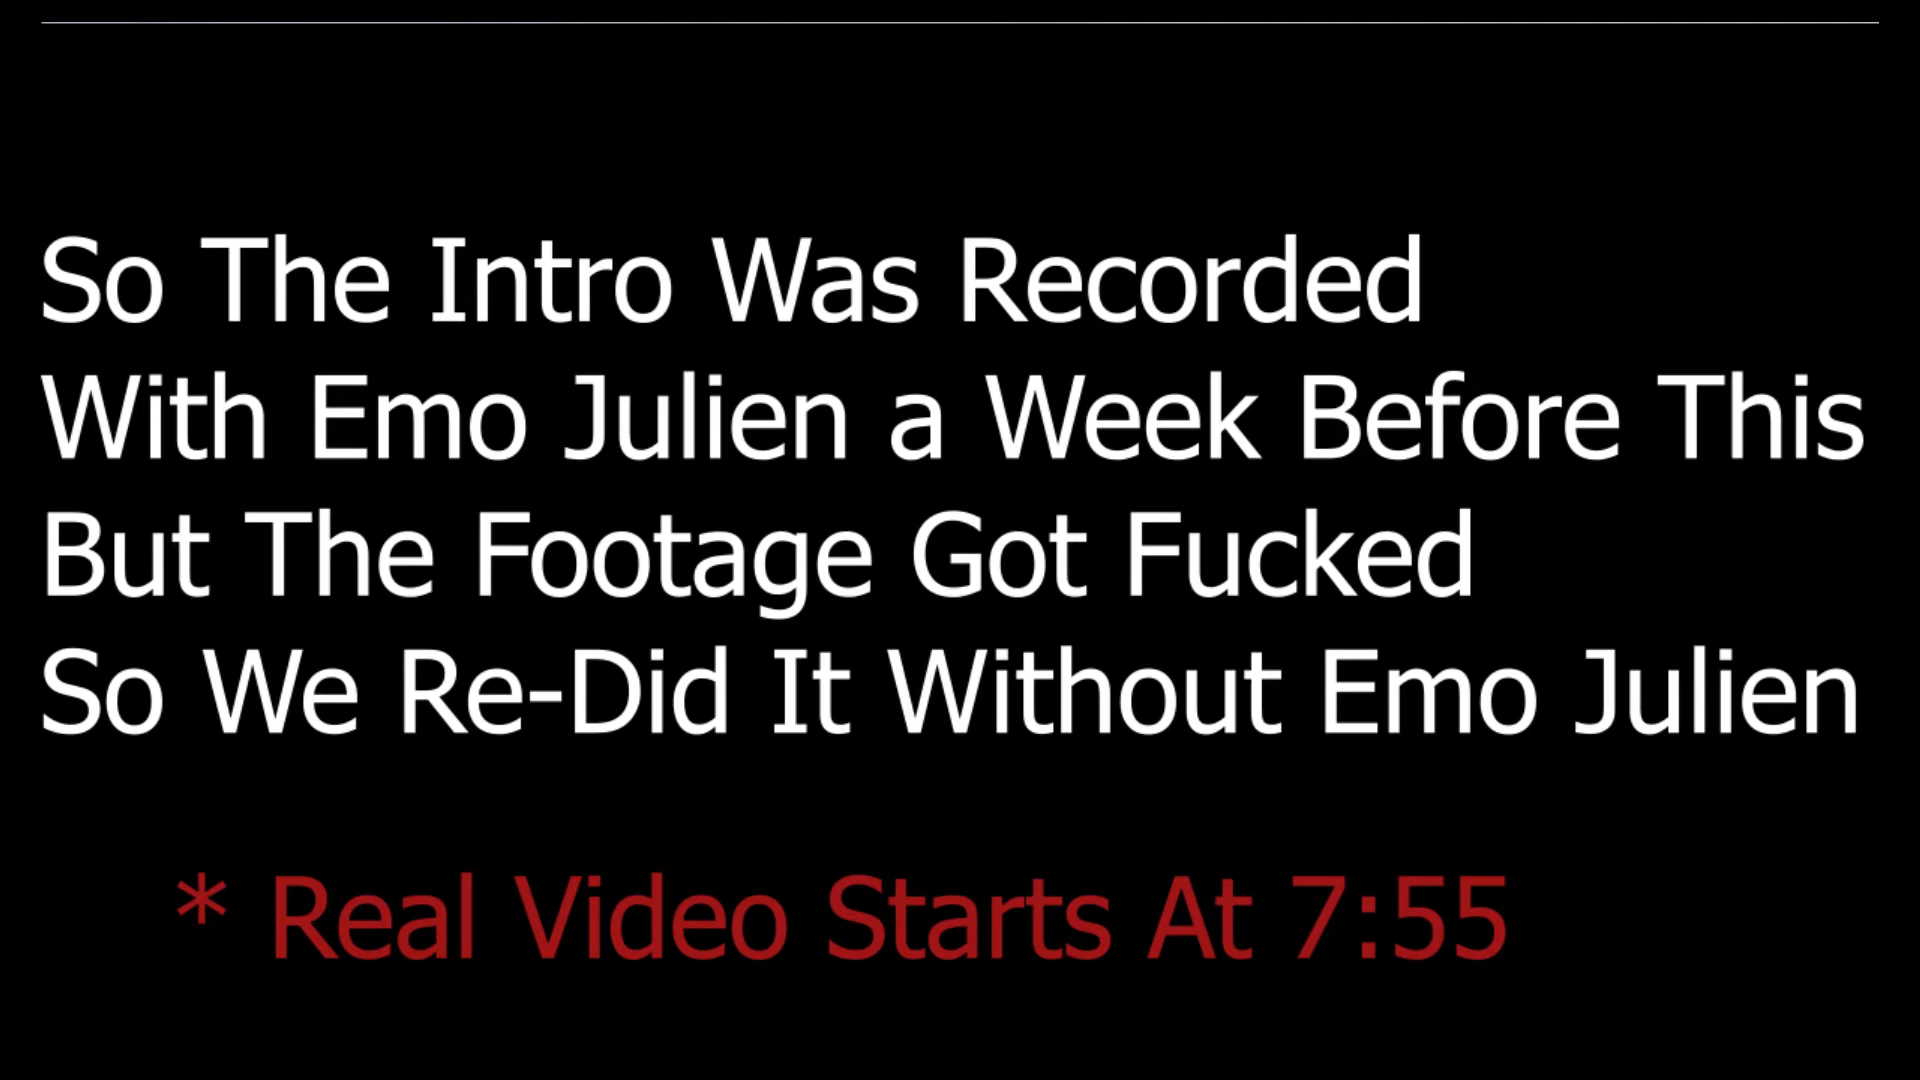 So The Intro Was Recorded
With Emo Julien a Week Before This
But The Footage Got Fucked
So We Re-Did It Without Emo Julien
* Real Video Starts At 7:55